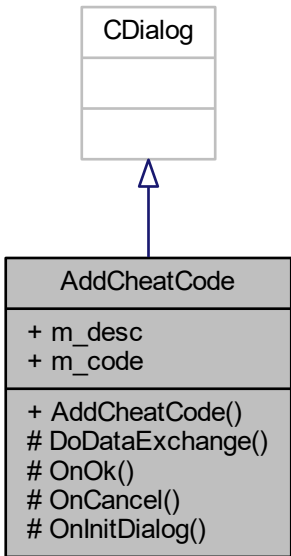 CDialog
AddCheatCode
+ m_desc
+ m_code
+ AddCheatCode()
# DoDataExchange()
# OnOk()
# OnCancel()
# OnInitDialog()